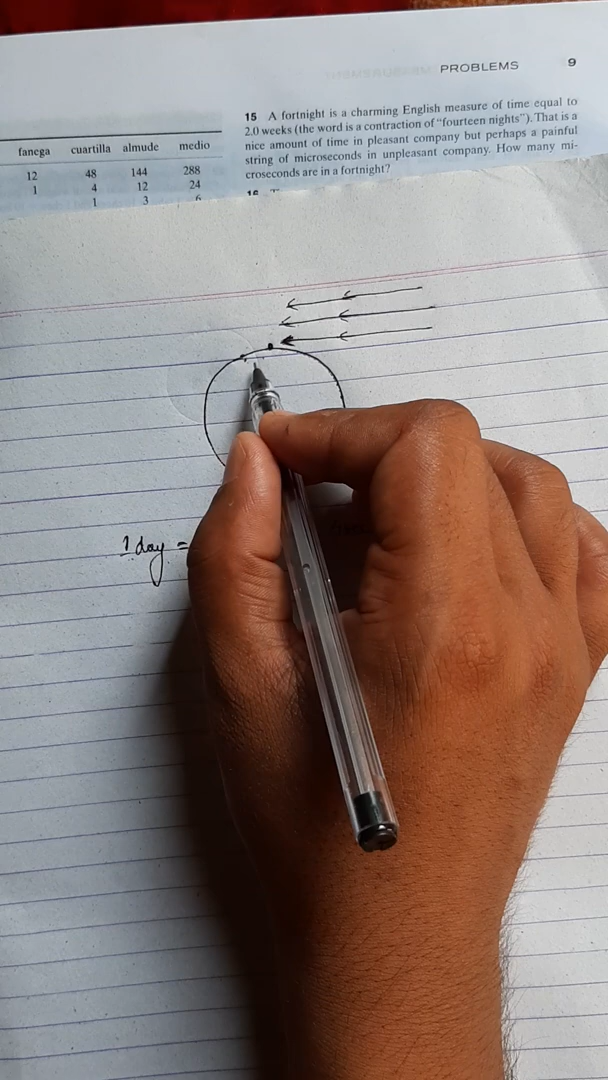 PROBLEMS 9
fanega cuartilla almude medio
12 48 144 288
1 4 12 24
1 3 6
15 A fortnight is a charming English measure of time equal to
2.0 weeks (the word is a contraction of "fourteen nights"). That is a
nice amount of time in pleasant company but perhaps a painful
string of microseconds in unpleasant company. How many mi-
croseconds are in a fortnight?
16
1 day =